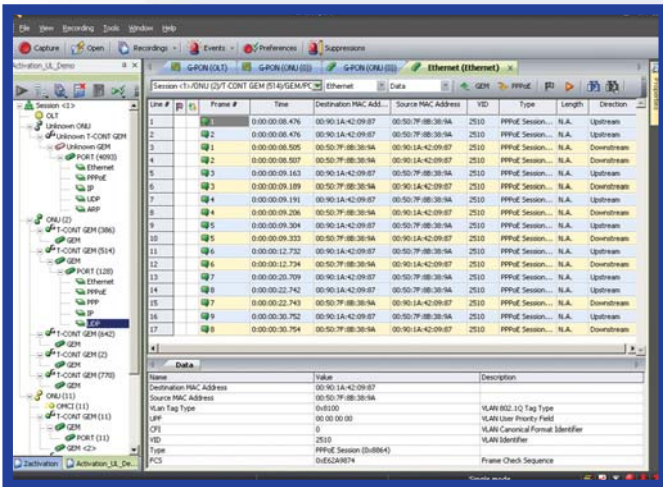 File View Recording Tools Window Help
Capture Open Recordings Events Preferences Suppressions
Activation_UL_Demo
G-PON (OLT) G-PON (ONU (II)) G-PON (ONU (II)) Ethernet (Ethernet)
Session <1>/ONU (2)/T-CONT GEM (514)/GEM/PC Ethernet Data GEM PPPoE
Properties
Session <1>
OLT
Unknown ONU
Unknown T-CONT GEM
Unknown GEM
PORT (4093)
Ethernet
PPPoE
IP
UDP
ARP
ONU (2)
T-CONT GEM (386)
GEM
T-CONT GEM (514)
GEM
PORT (128)
Ethernet
PPPoE
PPP
IP
UDP
T-CONT GEM (642)
GEM
T-CONT GEM (2)
GEM
T-CONT GEM (770)
GEM
ONU (11)
OMCI (11)
T-CONT GEM (11)
GEM
PORT (11)
GEM <2>
Zactivation Activation_UL_De...
Line # Frame # Time Destination MAC Add... Source MAC Address VID Type Length Direction
1 1 0:00:00:08.476 00:90:1A:42:09:87 00:50:7F:8B:38:9A 2510 PPPoE Session... N.A. Upstream
2 2 0:00:00:08.476 00:90:1A:42:09:87 00:50:7F:8B:38:9A 2510 PPPoE Session... N.A. Upstream
3 1 0:00:00:08.505 00:50:7F:8B:38:9A 00:90:1A:42:09:87 2510 PPPoE Session... N.A. Downstream
4 2 0:00:00:08.507 00:50:7F:8B:38:9A 00:90:1A:42:09:87 2510 PPPoE Session... N.A. Downstream
5 3 0:00:00:09.163 00:90:1A:42:09:87 00:50:7F:8B:38:9A 2510 PPPoE Session... N.A. Upstream
6 3 0:00:00:09.189 00:50:7F:8B:38:9A 00:90:1A:42:09:87 2510 PPPoE Session... N.A. Downstream
7 4 0:00:00:09.191 00:90:1A:42:09:87 00:50:7F:8B:38:9A 2510 PPPoE Session... N.A. Upstream
8 4 0:00:00:09.206 00:50:7F:8B:38:9A 00:90:1A:42:09:87 2510 PPPoE Session... N.A. Downstream
9 5 0:00:00:09.304 00:90:1A:42:09:87 00:50:7F:8B:38:9A 2510 PPPoE Session... N.A. Upstream
10 5 0:00:00:09.333 00:50:7F:8B:38:9A 00:90:1A:42:09:87 2510 PPPoE Session... N.A. Downstream
11 6 0:00:00:12.732 00:90:1A:42:09:87 00:50:7F:8B:38:9A 2510 PPPoE Session... N.A. Upstream
12 6 0:00:00:12.734 00:50:7F:8B:38:9A 00:90:1A:42:09:87 2510 PPPoE Session... N.A. Downstream
13 7 0:00:00:20.709 00:90:1A:42:09:87 00:50:7F:8B:38:9A 2510 PPPoE Session... N.A. Upstream
14 8 0:00:00:22.742 00:90:1A:42:09:87 00:50:7F:8B:38:9A 2510 PPPoE Session... N.A. Upstream
15 7 0:00:00:22.743 00:50:7F:8B:38:9A 00:90:1A:42:09:87 2510 PPPoE Session... N.A. Downstream
16 9 0:00:00:30.752 00:90:1A:42:09:87 00:50:7F:8B:38:9A 2510 PPPoE Session... N.A. Upstream
17 8 0:00:00:30.754 00:50:7F:8B:38:9A 00:90:1A:42:09:87 2510 PPPoE Session... N.A. Downstream
Data
Name Value Description
Destination MAC Address 00:90:1A:42:09:87
Source MAC Address 00:50:7F:8B:38:9A
VLan Tag Type 0x8100 VLAN 802.1Q Tag Type
UPF 00 00 00 00 VLAN User Priority Field
CFI 0 VLAN Canonical Format Identifier
VID 2510 VLAN Identifier
Type PPPoE Session (0x8864)
FCS 0xE62A9874 Frame Check Sequence
Simple mode